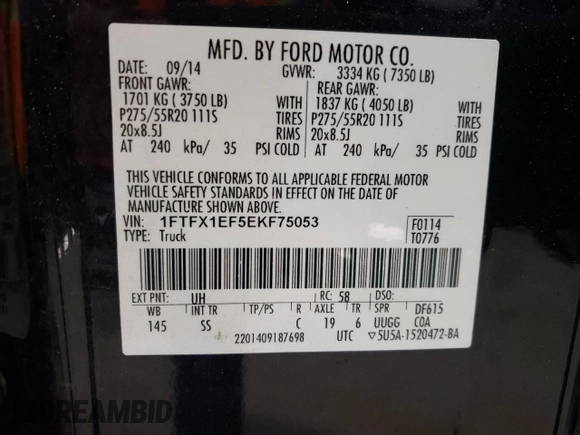 MFD. BY FORD MOTOR CO.
DATE: 09/14 GVWR: 3334 KG ( 7350 LB)
FRONT GAWR: REAR GAWR:
1701 KG ( 3750 LB) WITH 1837 KG ( 4050 LB) WITH
P275/55R20 111S TIRES P275/55R20 111S TIRES
20x8.5J RIMS 20x8.5J RIMS
AT 240 kPa/ 35 PSI COLD AT 240 kPa/ 35 PSI COLD
THIS VEHICLE CONFORMS TO ALL APPLICABLE FEDERAL MOTOR
VEHICLE SAFETY STANDARDS IN EFFECT ON THE DATE OF
MANUFACTURE SHOWN ABOVE.
VIN: 1FTFX1EF5EKF75053 F0114
TYPE: Truck T0776
EXT PNT: UH RC: 58 DSO:
WB INT TR TP/PS R AXLE TR SPR DF615
145 SS C 19 6 UUGG COA
2201409187698 UTC ▽5U5A-1520472-BA
STOREAMBID